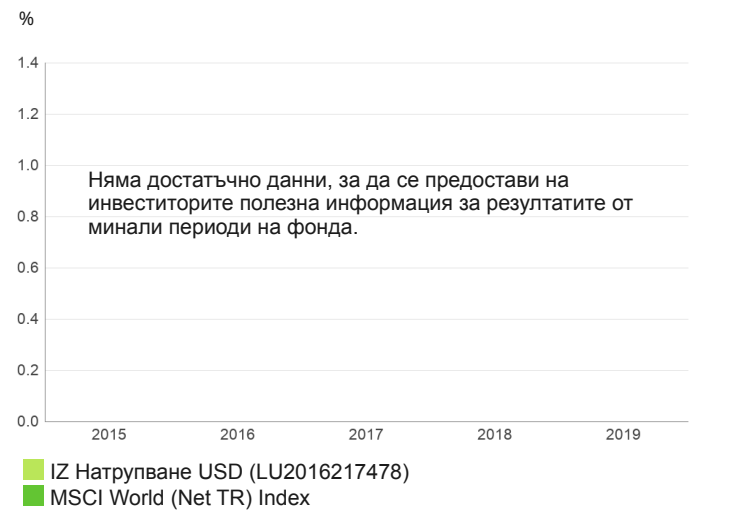 %
1.4
1.2
1.0
Няма достатъчно данни, за да се предостави на
инвеститорите полезна информация за резултатите от
0.8
минали периоди на фонда.
0.6
0.4
0.2
0.0
2015 2016 2017 2018 2019
IZ Натрупване USD (LU2016217478)
MSCI World (Net TR) Index